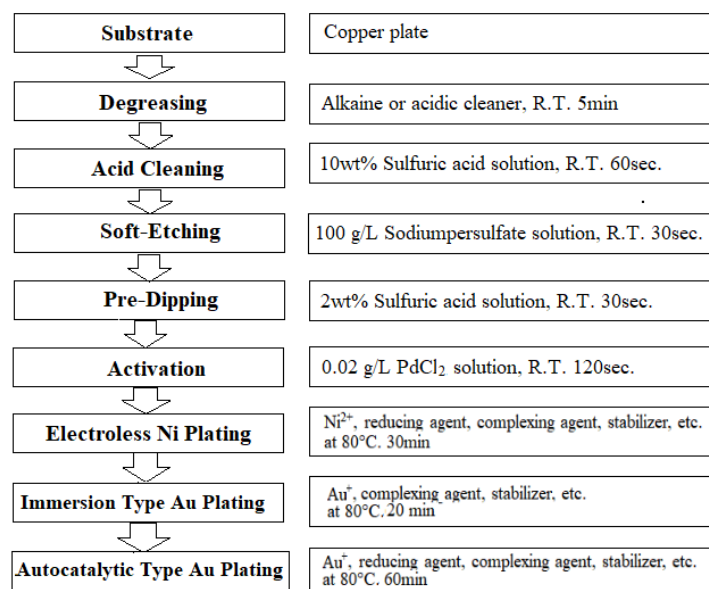 Substrate
Copper plate
Degreasing
Alkaine or acidic cleaner, R.T. 5min
Acid Cleaning
10wt% Sulfuric acid solution, R.T. 60sec.
.
Soft-Etching
100 g/L Sodiumpersulfate solution, R.T. 30sec.
Pre-Dipping
2wt% Sulfuric acid solution, R.T. 30sec.
Activation
0.02 g/L PdCl₂ solution, R.T. 120sec.
Electroless Ni Plating
Ni²⁺, reducing agent, complexing agent, stabilizer, etc.
at 80°C. 30min
Immersion Type Au Plating
Au⁺, complexing agent, stabilizer, etc.
at 80°C. 20 min
Autocatalytic Type Au Plating
Au⁺, reducing agent, complexing agent, stabilizer, etc.
at 80°C. 60min